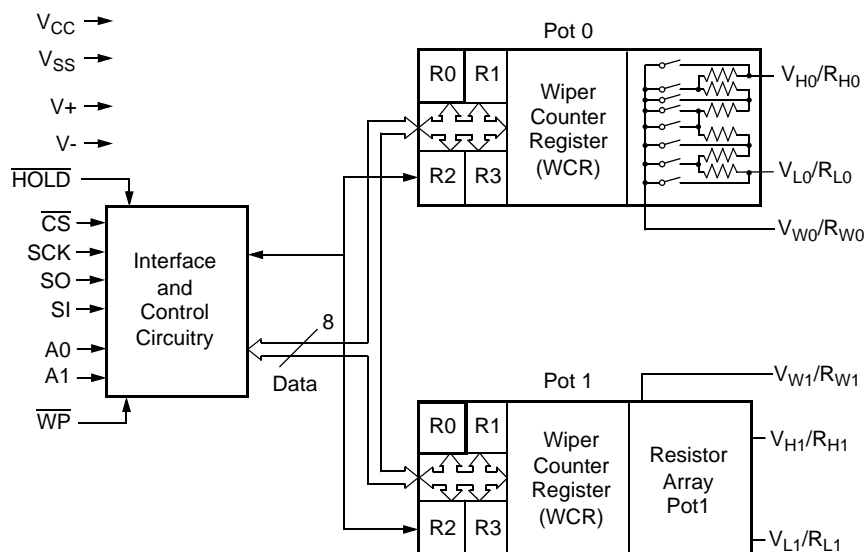 V_CC
V_SS
V+
V-
HOLD
CS
SCK
SO
SI
A0
A1
WP
Interface
and
Control
Circuitry
8
Data
Pot 0
R0 R1
R2 R3
Wiper
Counter
Register
(WCR)
V_H0/R_H0
V_L0/R_L0
V_W0/R_W0
Pot 1
R0 R1
R2 R3
Wiper
Counter
Register
(WCR)
Resistor
Array
Pot1
V_W1/R_W1
V_H1/R_H1
V_L1/R_L1